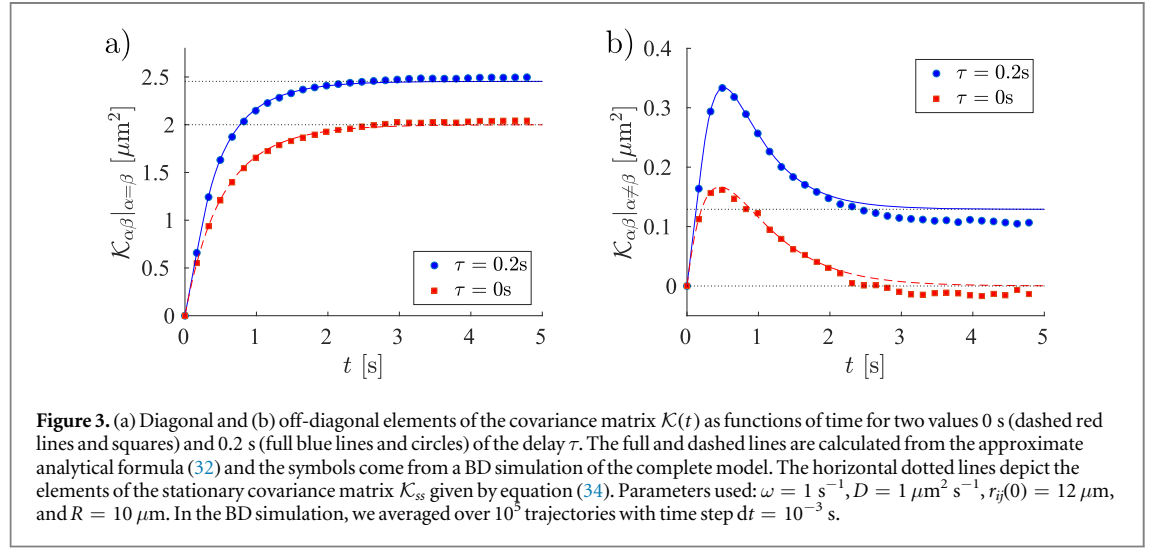 a)
𝒦αβ|α=β [μm²]
2.5
2
1.5
1
0.5
0
0 1 2 3 4 5
t [s]
τ = 0.2s
τ = 0s
b)
𝒦αβ|α≠β [μm²]
0.4
0.3
0.2
0.1
0
0 1 2 3 4 5
t [s]
τ = 0.2s
τ = 0s
Figure 3. (a) Diagonal and (b) off-diagonal elements of the covariance matrix 𝒦(t) as functions of time for two values 0 s (dashed red
lines and squares) and 0.2 s (full blue lines and circles) of the delay τ. The full and dashed lines are calculated from the approximate
analytical formula (32) and the symbols come from a BD simulation of the complete model. The horizontal dotted lines depict the
elements of the stationary covariance matrix 𝒦ss given by equation (34). Parameters used: ω = 1 s⁻¹, D = 1 μm² s⁻¹, rij(0) = 12 μm,
and R = 10 μm. In the BD simulation, we averaged over 10⁵ trajectories with time step dt = 10⁻³ s.